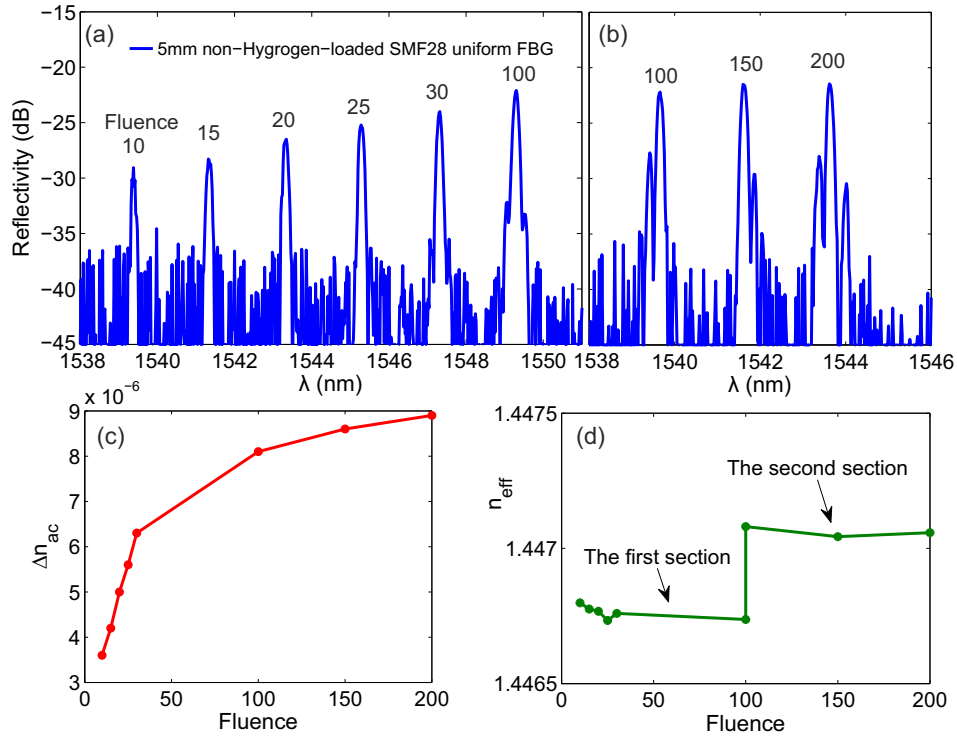 (a)
5mm non−Hygrogen−loaded SMF28 uniform FBG
Fluence
10
15
20
25
30
100
Reflectivity (dB)
−15
−20
−25
−30
−35
−40
−45
1538 1540 1542 1544 1546 1548 1550
λ (nm)
(b)
100
150
200
1538 1540 1542 1544 1546
λ (nm)
(c)
x 10⁻⁶
9
8
7
6
5
4
3
Δn_ac
0 50 100 150 200
Fluence
(d)
1.4475
1.447
1.4465
n_eff
The second section
The first section
0 50 100 150 200
Fluence